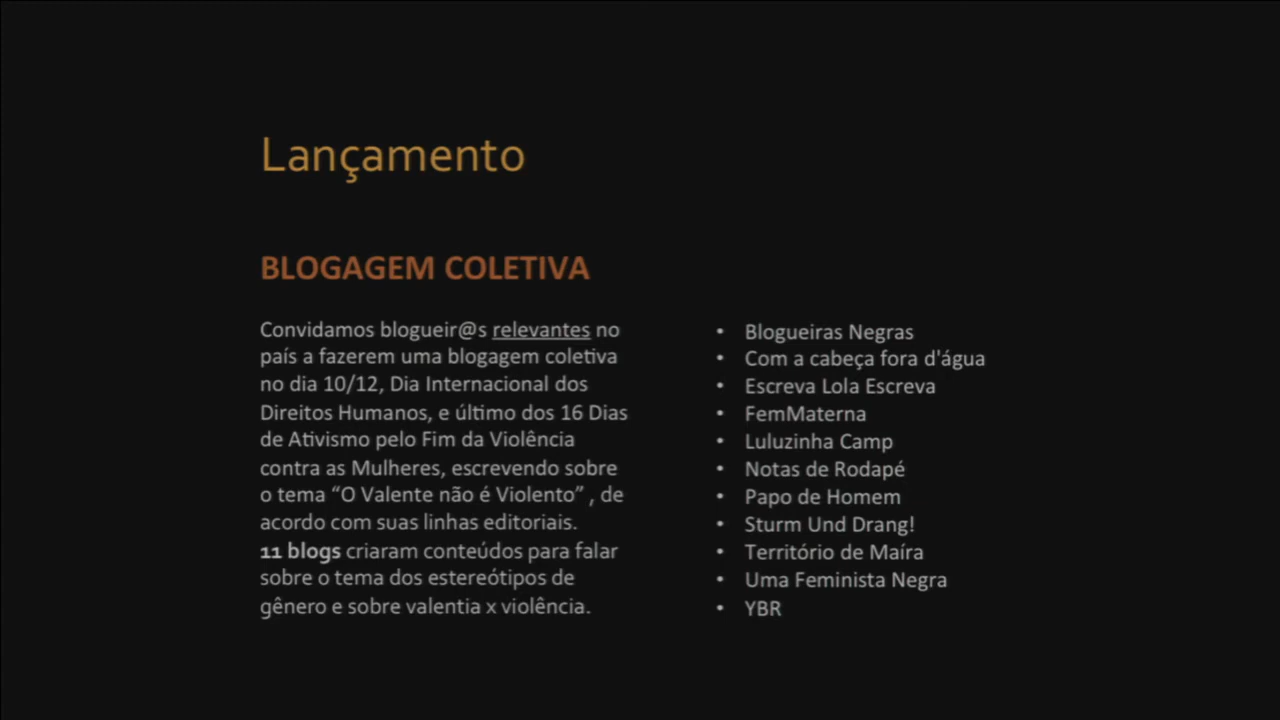 Lançamento
BLOGAGEM COLETIVA
Convidamos blogueir@s relevantes no
país a fazerem uma blogagem coletiva
no dia 10/12, Dia Internacional dos
Direitos Humanos, e último dos 16 Dias
de Ativismo pelo Fim da Violência
contra as Mulheres, escrevendo sobre
o tema “O Valente não é Violento” , de
acordo com suas linhas editoriais.
11 blogs criaram conteúdos para falar
sobre o tema dos estereótipos de
gênero e sobre valentia x violência.
• Blogueiras Negras
• Com a cabeça fora d'água
• Escreva Lola Escreva
• FemMaterna
• Luluzinha Camp
• Notas de Rodapé
• Papo de Homem
• Sturm Und Drang!
• Território de Maíra
• Uma Feminista Negra
• YBR